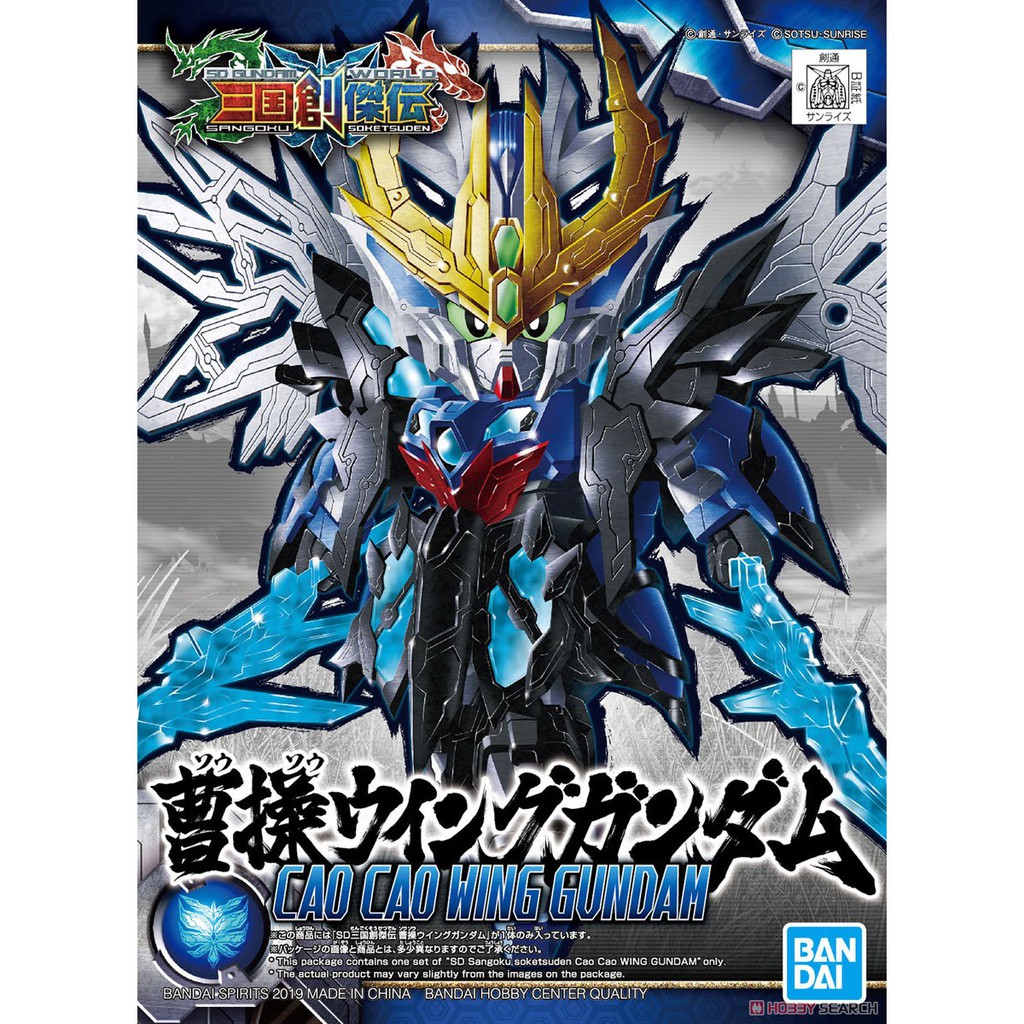 ©創通・サンライズ ©SOTSU・SUNRISE
創通
©
サンライズ
B証紙
SD GUNDAM WORLD
三国創傑伝
SANGOKU SOKETSUDEN
ソウ ソウ
曹操ウイングガンダム
CAO CAO WING GUNDAM
※この商品には「SD三国創傑伝 曹操ウイングガンダム」が1体のみ入っています。
※パッケージの画像と商品とは、多少異なりますのでご了承ください。
* This package contains one set of "SD Sangoku soketsuden Cao Cao WING GUNDAM" only.
* The actual product may vary slightly from the images on the package.
BANDAI SPIRITS 2019 MADE IN CHINA BANDAI HOBBY CENTER QUALITY
BAN
DAI
HOBBY SEARCH